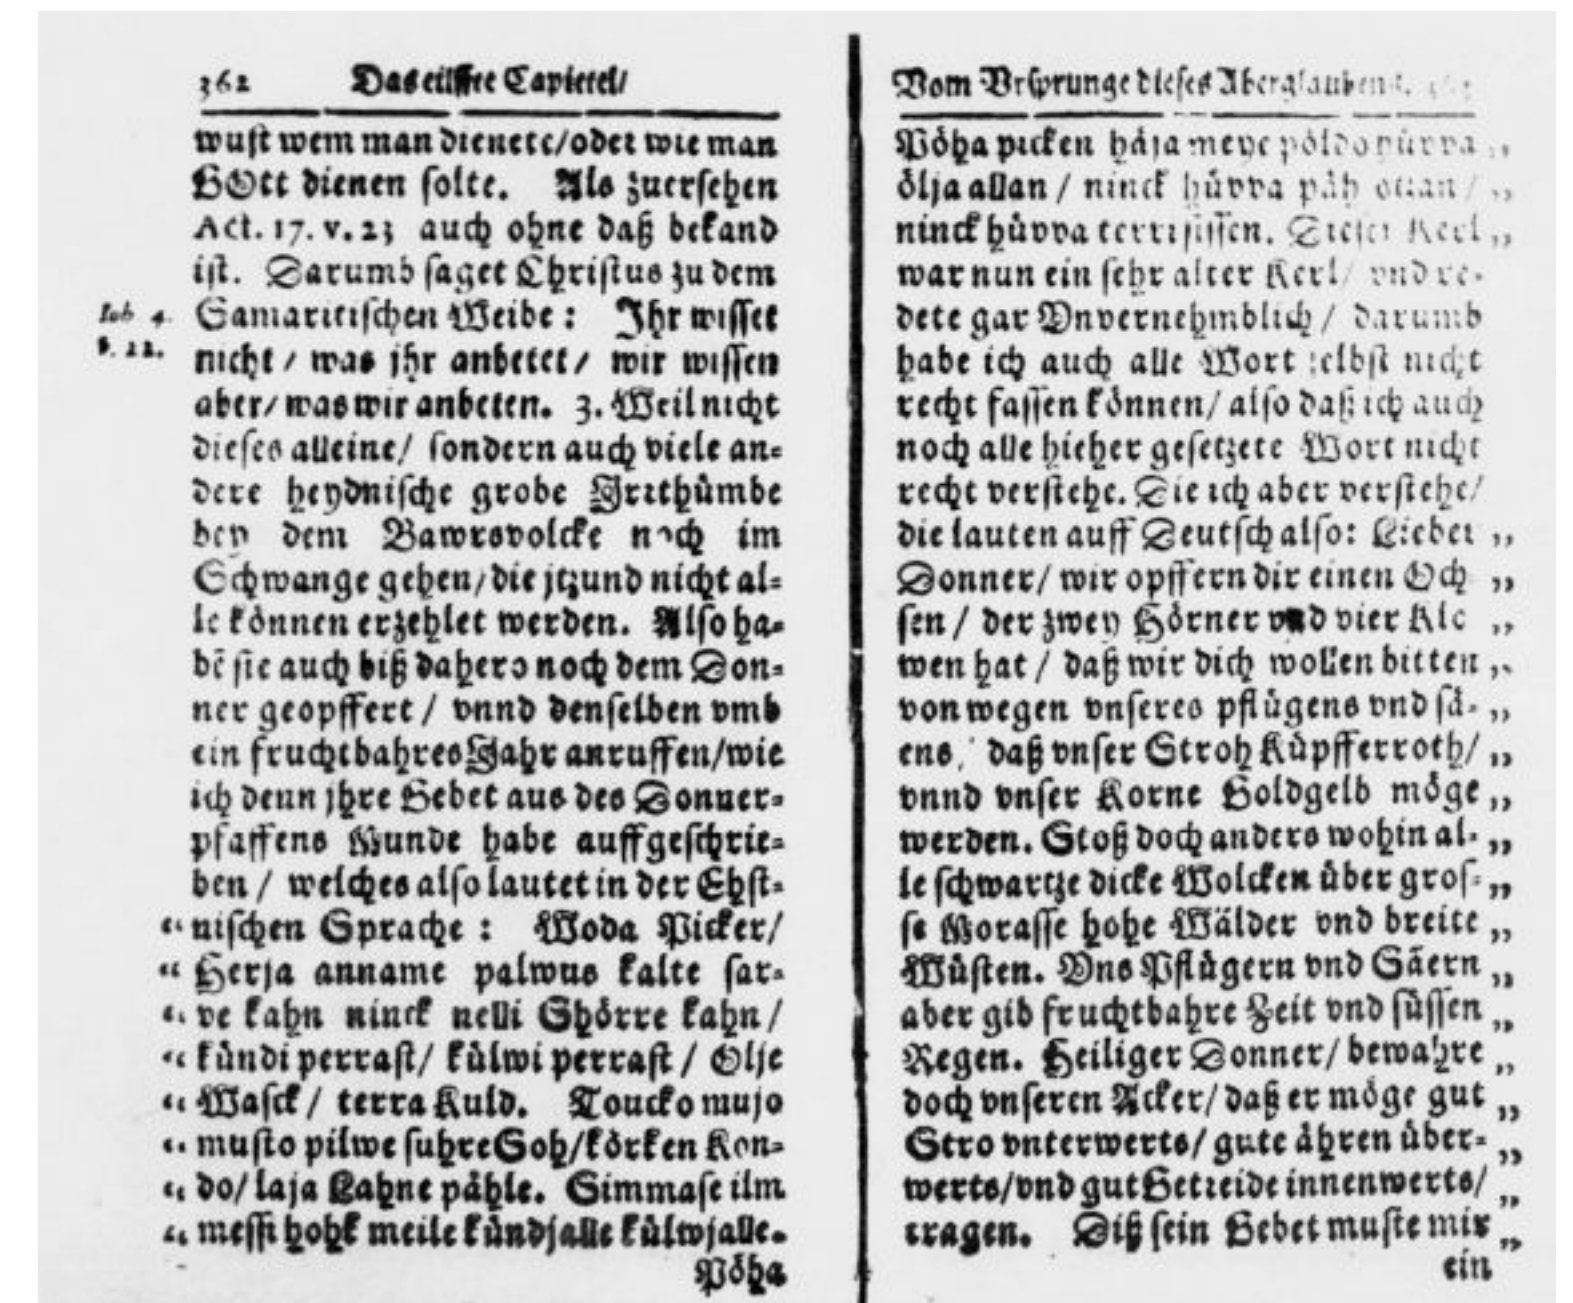 362 Das eilffte Capittel/
wust wem man dienete/oder wie man
GOtt dienen solte. Als zuersehen
Act. 17. v. 23 auch ohne daß bekand
ist. Darumb saget Christus zu dem
Ioh 4. Samaritischen Weibe: Ihr wisset
v. 22. nicht/ was jhr anbetet/ wir wissen
aber/ was wir anbeten. 3. Weil nicht
dieses alleine/ sondern auch viele an⸗
dere heydnische grobe Irꝛthümbe
bey dem Bawrsvolcke noch im
Schwange gehen/ die jtzund nicht al⸗
le können erzehlet werden. Also ha⸗
bē sie auch biß dahero noch dem Don⸗
ner geopffert/ vnnd denselben vmb
ein fruchtbahres Jahr anruffen/wie
ich denn jhre Gebet aus des Donner⸗
pfaffens Munde habe auffgeschrie⸗
ben/ welches also lautet in der Ehst⸗
“ nischen Sprache: Woda Picker/
“ Herja anname palwus kalte sar⸗
“ ve kahn ninck nelli Shörre kahn/
“ kündi perrast/ külwi perrast/ Olje
“ Wasck/ terra Kuld. Toucko mujo
“ musto pilwe suhre Soh/körken Kon⸗
“ do/ laja Lahne pähle. Simmase ilm
“ messi hohk meile kündjalle külwjalle.
Pöha
Vom Vrsprunge dieses Aberglaubens.
Pöha picken hâja meye pöldo hüvva „
ölja allan/ ninck hüvva päh ottan/ „
ninck hüvva terri sissen. Dieser Kerl „
war nun ein sehr alter Kerl/ vnd re⸗
dete gar Vnvernehmblich/ darumb
habe ich auch alle Wort selbst nicht
recht fassen können/ also daß ich auch
noch alle hieher gesetzete Wort nicht
recht verstehe. Die ich aber verstehe/
die lauten auff Deutsch also: Lieber „
Donner/ wir opffern dir einen Och „
sen/ der zwey Hörner vnd vier Kle „
wen hat/ daß wir dich wollen bitten „
von wegen vnseres pflügens vnd sä⸗ „
ens, daß vnser Stroh Küpfferroth/ „
vnnd vnser Korne Goldgelb möge „
werden. Stoß doch anders wohin al⸗ „
le schwartze dicke Wolcken über gros⸗ „
se Morasse hohe Wälder vnd breite „
Wüsten. Vns Pflügern vnd Säern „
aber gib fruchtbahre Zeit vnd süssen „
Regen. Heiliger Donner/ bewahre „
doch vnseren Acker/ daß er möge gut „
Stro vnterwerts/ gute ähren über⸗ „
werts/vnd gut Getreide innenwerts/ „
tragen. Diß sein Gebet muste mir „
ein